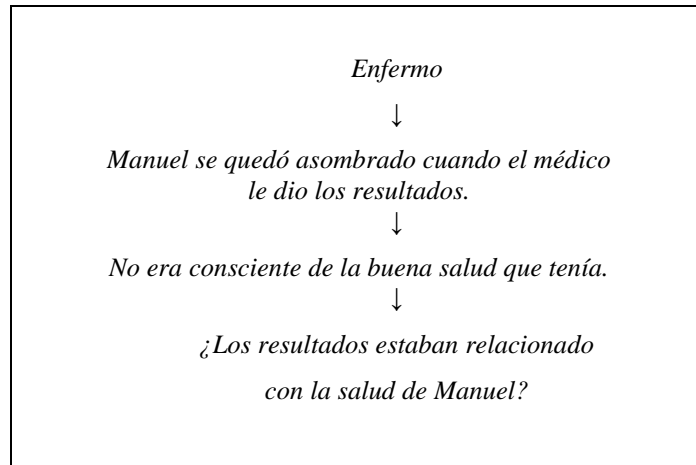 Enfermo
↓
Manuel se quedó asombrado cuando el médico
le dio los resultados.
↓
No era consciente de la buena salud que tenía.
↓
¿Los resultados estaban relacionado
con la salud de Manuel?